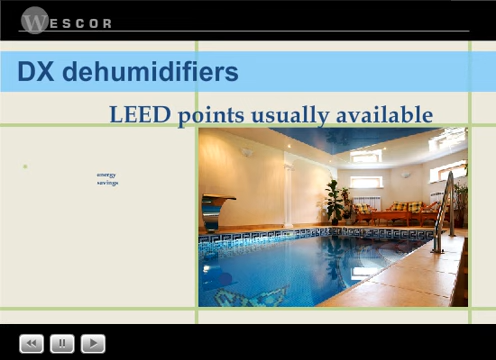 WESCOR
DX dehumidifiers
LEED points usually available
energy
savings